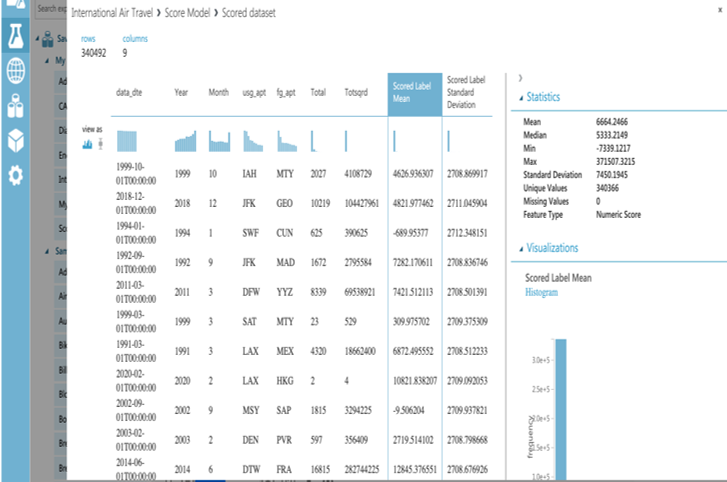 Search exp
International Air Travel ❯ Score Model ❯ Scored dataset
x
rows columns
340492 9
Sav
My
Ad
CA
Da
En
Int
My
Sco
Sam
Ad
Air
Au
Bik
Bill
Blo
Bo
Bre
Bre
data_dte Year Month usg_apt fg_apt Total Totsqrd Scored Label Mean Scored Label Standard Deviation
view as
1999-10-01T00:00:00 1999 10 IAH MTY 2027 4108729 4626.936307 2708.869917
2018-12-01T00:00:00 2018 12 JFK GEO 10219 104427961 4821.977462 2711.045904
1994-01-01T00:00:00 1994 1 SWF CUN 625 390625 -689.95377 2712.348151
1992-09-01T00:00:00 1992 9 JFK MAD 1672 2795584 7282.170611 2708.836746
2011-03-01T00:00:00 2011 3 DFW YYZ 8339 69538921 7421.512113 2708.501391
1999-03-01T00:00:00 1999 3 SAT MTY 23 529 309.975702 2709.375309
1991-03-01T00:00:00 1991 3 LAX MEX 4320 18662400 6872.495552 2708.512233
2020-02-01T00:00:00 2020 2 LAX HKG 2 4 10821.838207 2709.092053
2002-09-01T00:00:00 2002 9 MSY SAP 1815 3294225 -9.506204 2709.937821
2003-02-01T00:00:00 2003 2 DEN PVR 597 356409 2719.514102 2708.798668
2014-06-01T00:00:00 2014 6 DTW FRA 16815 282744225 12845.376551 2708.676926
Statistics
Mean 6664.2466
Median 5333.2149
Min -7339.1217
Max 371507.3215
Standard Deviation 7450.1945
Unique Values 340366
Missing Values 0
Feature Type Numeric Score
Visualizations
Scored Label Mean
Histogram
3.0e+5
2.5e+5
2.0e+5
1.5e+5
1.0e+5
frequency